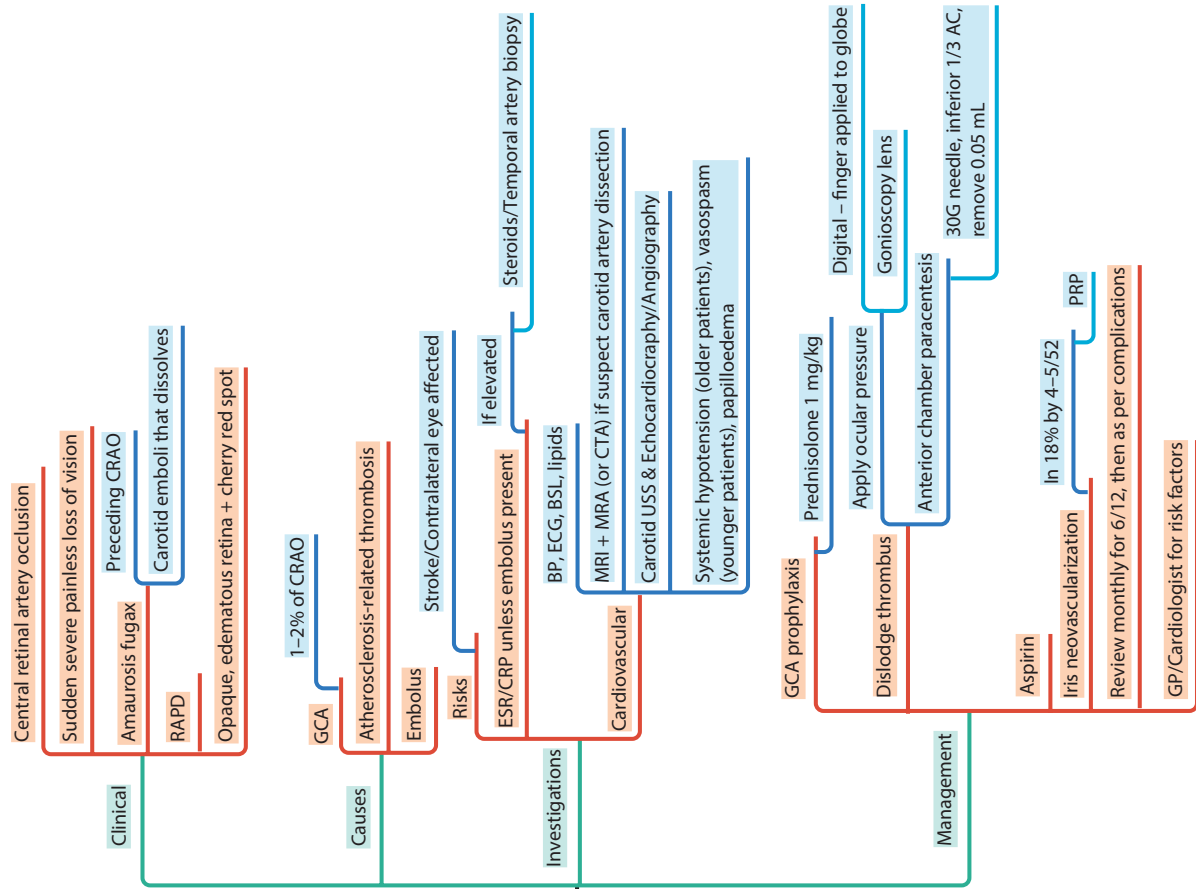 Clinical
Central retinal artery occlusion
Sudden severe painless loss of vision
Amaurosis fugax
Preceding CRAO
Carotid emboli that dissolves
RAPD
Opaque, edematous retina + cherry red spot
Causes
GCA
1–2% of CRAO
Atherosclerosis-related thrombosis
Embolus
Investigations
Risks
Stroke/Contralateral eye affected
ESR/CRP unless embolus present
If elevated
Steroids/Temporal artery biopsy
Cardiovascular
BP, ECG, BSL, lipids
MRI + MRA (or CTA) if suspect carotid artery dissection
Carotid USS & Echocardiocraphy/Angiography
Systemic hypotension (older patients), vasospasm
(younger patients), papilloedema
Management
GCA prophylaxis
Prednisolone 1 mg/kg
Dislodge thrombus
Apply ocular pressure
Digital – finger applied to globe
Gonioscopy lens
Anterior chamber paracentesis
30G needle, inferior 1/3 AC,
remove 0.05 mL
Aspirin
Iris neovascularization
In 18% by 4–5/52
PRP
Review monthly for 6/12, then as per complications
GP/Cardiologist for risk factors